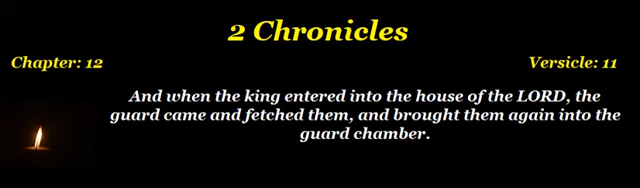 2 Chronicles
Chapter: 12
Versicle: 11
And when the king entered into the house of the LORD, the
guard came and fetched them, and brought them again into the
guard chamber.